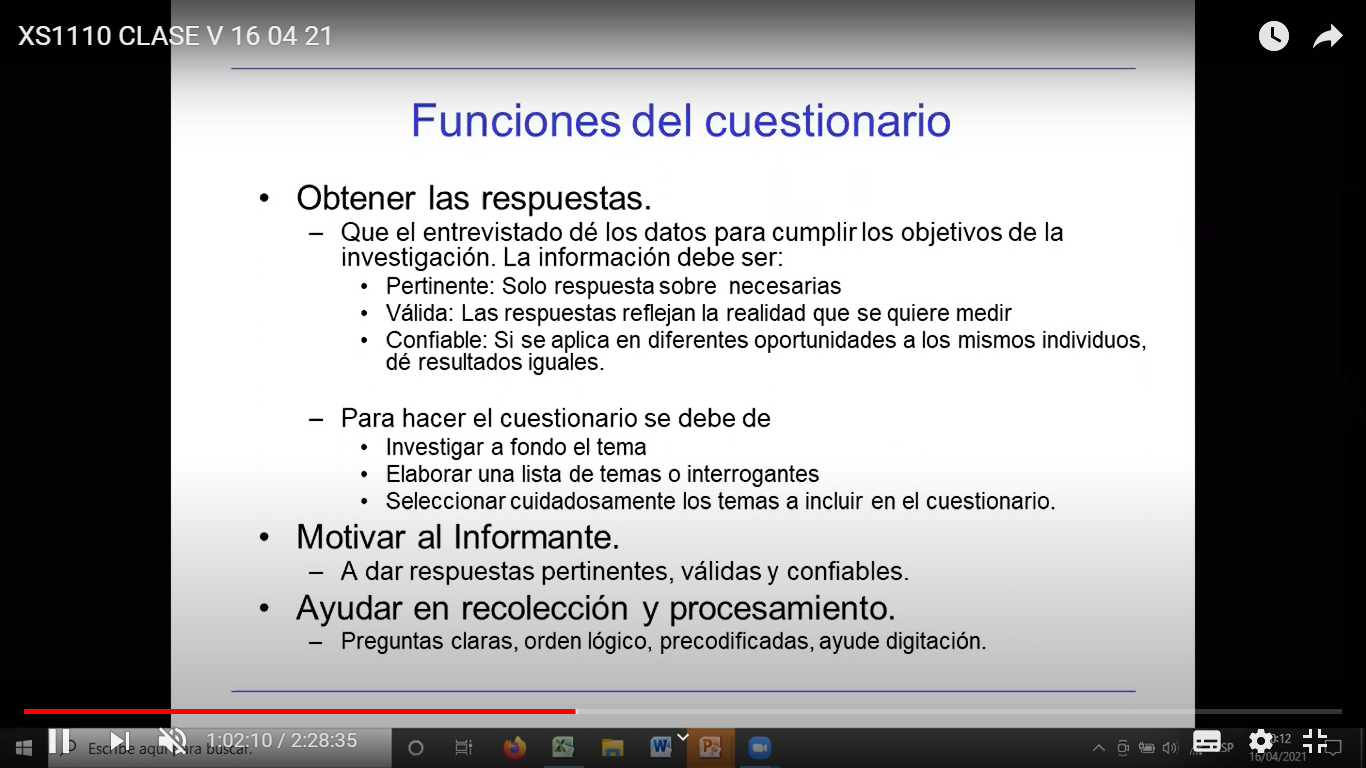 XS1110 CLASE V 16 04 21
Funciones del cuestionario
• Obtener las respuestas.
– Que el entrevistado dé los datos para cumplir los objetivos de la
investigación. La información debe ser:
• Pertinente: Solo respuesta sobre necesarias
• Válida: Las respuestas reflejan la realidad que se quiere medir
• Confiable: Si se aplica en diferentes oportunidades a los mismos individuos,
dé resultados iguales.
– Para hacer el cuestionario se debe de
• Investigar a fondo el tema
• Elaborar una lista de temas o interrogantes
• Seleccionar cuidadosamente los temas a incluir en el cuestionario.
• Motivar al Informante.
– A dar respuestas pertinentes, válidas y confiables.
• Ayudar en recolección y procesamiento.
– Preguntas claras, orden lógico, precodificadas, ayude digitación.
1:02:10 / 2:28:35
Escribe aquí para buscar.
16/04/2021